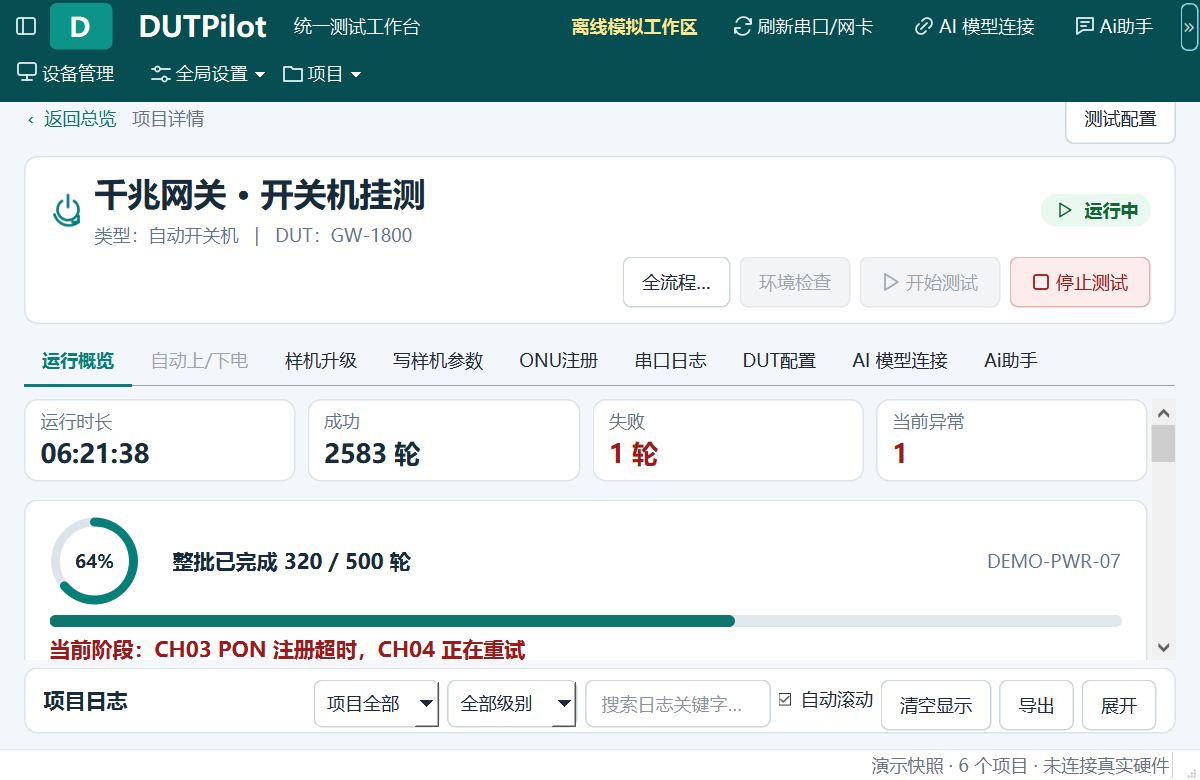 D DUTPilot 统一测试工作台 离线模拟工作区 刷新串口/网卡 AI 模型连接 Ai助手 »
设备管理 全局设置 项目
‹ 返回总览 项目详情 测试配置
千兆网关 · 开关机挂测
类型：自动开关机 | DUT：GW-1800
运行中
全流程... 环境检查 开始测试 停止测试
运行概览 自动上/下电 样机升级 写样机参数 ONU注册 串口日志 DUT配置 AI 模型连接 Ai助手
运行时长 成功 失败 当前异常
06:21:38 2583 轮 1 轮 1
64% 整批已完成 320 / 500 轮 DEMO-PWR-07
当前阶段：CH03 PON 注册超时，CH04 正在重试
项目日志 项目全部 全部级别 搜索日志关键字... 自动滚动 清空显示 导出 展开
演示快照 · 6 个项目 · 未连接真实硬件